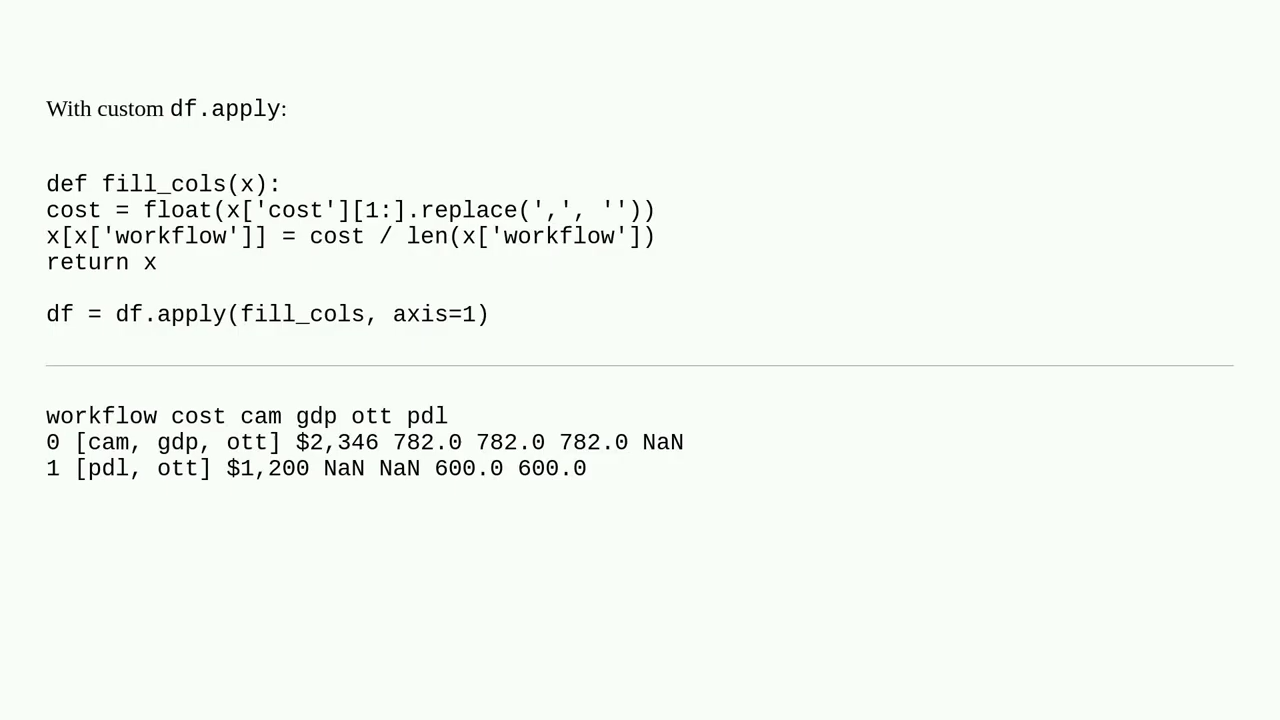 With custom df.apply:
def fill_cols(x):
cost = float(x['cost'][1:].replace(',', ''))
x[x['workflow']] = cost / len(x['workflow'])
return x
df = df.apply(fill_cols, axis=1)
workflow cost cam gdp ott pdl
0 [cam, gdp, ott] $2,346 782.0 782.0 782.0 NaN
1 [pdl, ott] $1,200 NaN NaN 600.0 600.0